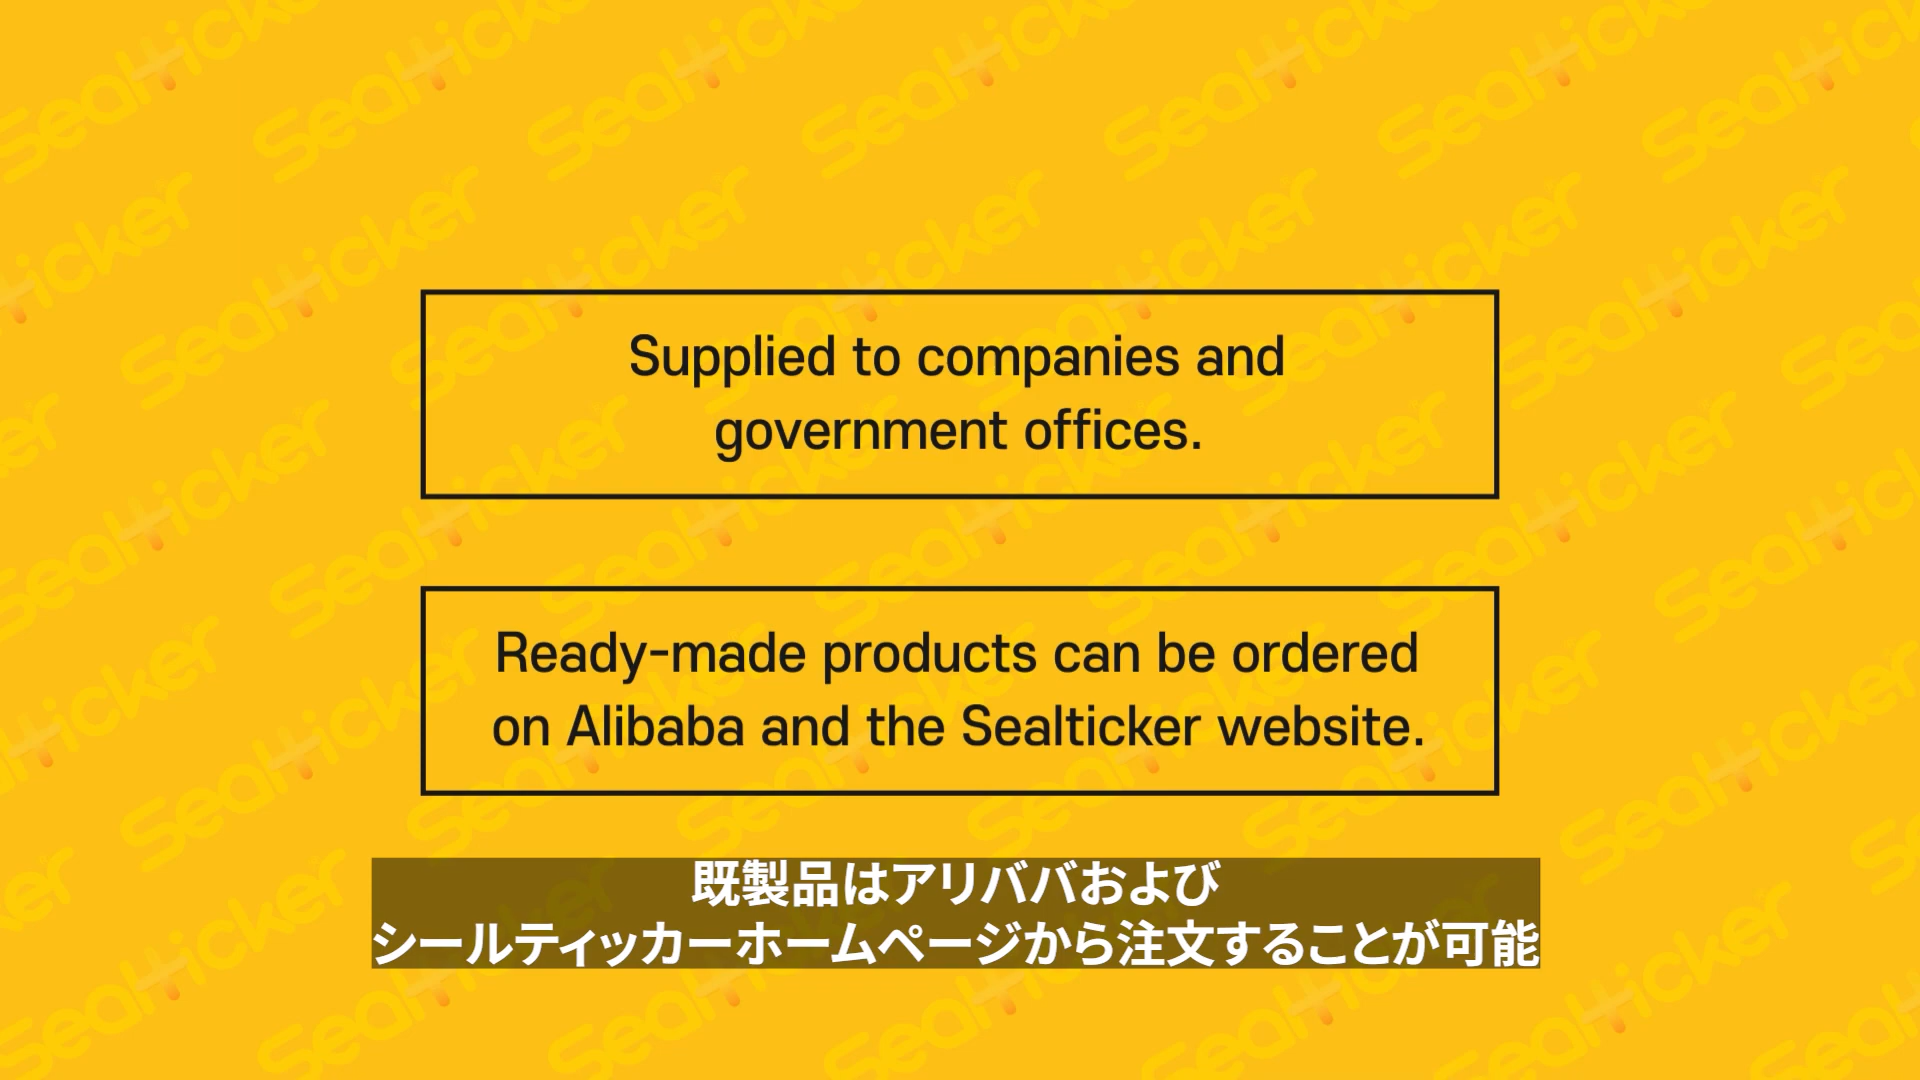 Supplied to companies and
government offices.
Ready-made products can be ordered
on Alibaba and the Sealticker website.
既製品はアリババおよび
シールティッカーホームページから注文することが可能